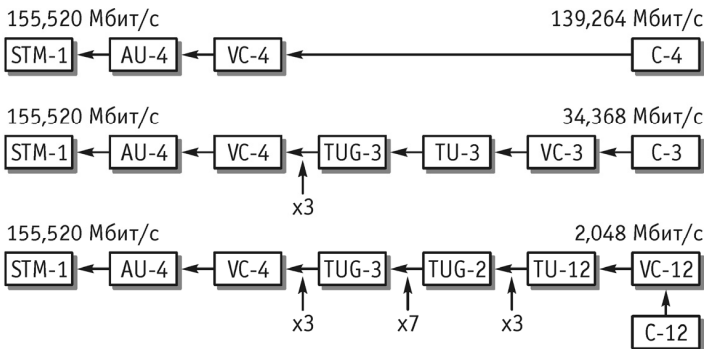 155,520 Мбит/с 139,264 Мбит/с
STM-1 AU-4 VC-4 C-4
155,520 Мбит/с 34,368 Мбит/с
STM-1 AU-4 VC-4 TUG-3 TU-3 VC-3 C-3
x3
155,520 Мбит/с 2,048 Мбит/с
STM-1 AU-4 VC-4 TUG-3 TUG-2 TU-12 VC-12
x3 x7 x3
C-12